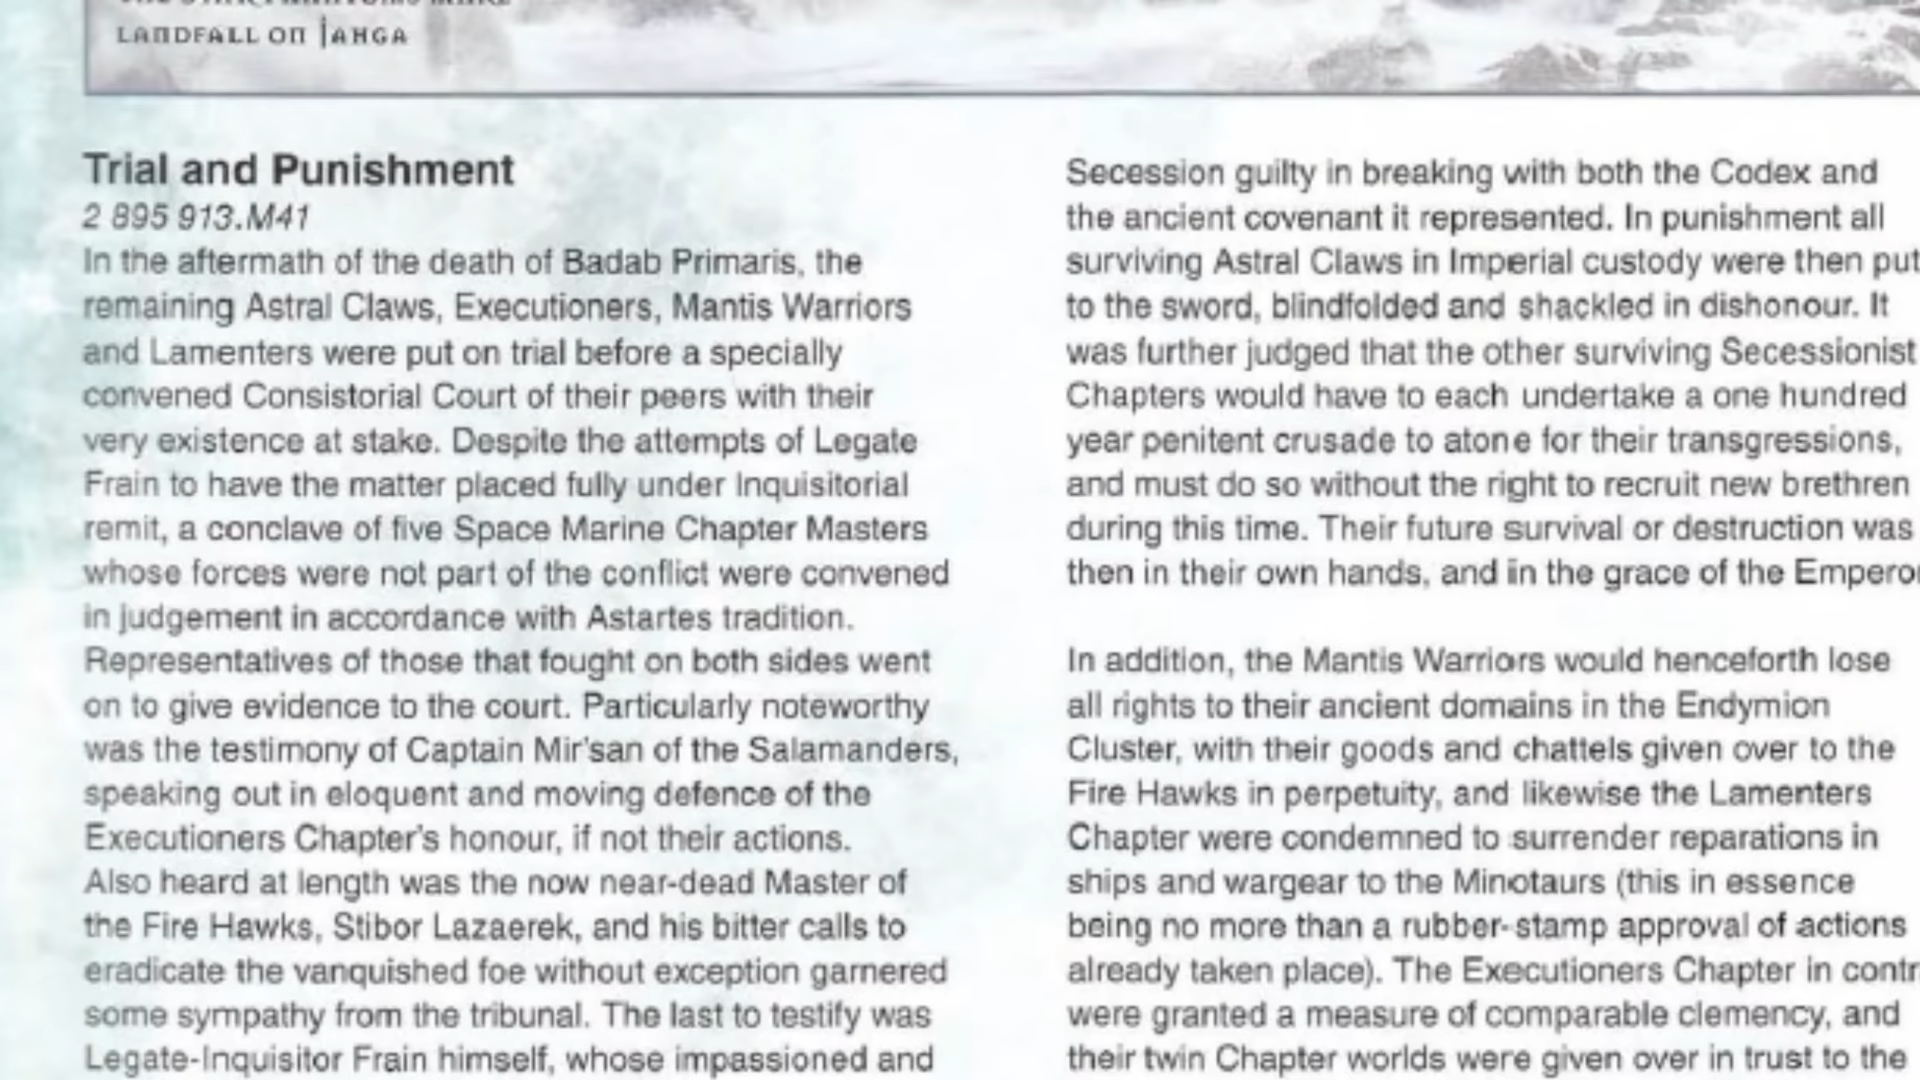 LANDFALL ON JAHGA
Trial and Punishment
2 895 913.M41
In the aftermath of the death of Badab Primaris, the
remaining Astral Claws, Executioners, Mantis Warriors
and Lamenters were put on trial before a specially
convened Consistorial Court of their peers with their
very existence at stake. Despite the attempts of Legate
Frain to have the matter placed fully under Inquisitorial
remit, a conclave of five Space Marine Chapter Masters
whose forces were not part of the conflict were convened
in judgement in accordance with Astartes tradition.
Representatives of those that fought on both sides went
on to give evidence to the court. Particularly noteworthy
was the testimony of Captain Mir'san of the Salamanders,
speaking out in eloquent and moving defence of the
Executioners Chapter's honour, if not their actions.
Also heard at length was the now near-dead Master of
the Fire Hawks, Stibor Lazaerek, and his bitter calls to
eradicate the vanquished foe without exception garnered
some sympathy from the tribunal. The last to testify was
Legate-Inquisitor Frain himself, whose impassioned and
Secession guilty in breaking with both the Codex and
the ancient covenant it represented. In punishment all
surviving Astral Claws in Imperial custody were then put
to the sword, blindfolded and shackled in dishonour. It
was further judged that the other surviving Secessionist
Chapters would have to each undertake a one hundred
year penitent crusade to atone for their transgressions,
and must do so without the right to recruit new brethren
during this time. Their future survival or destruction was
then in their own hands, and in the grace of the Emperor
In addition, the Mantis Warriors would henceforth lose
all rights to their ancient domains in the Endymion
Cluster, with their goods and chattels given over to the
Fire Hawks in perpetuity, and likewise the Lamenters
Chapter were condemned to surrender reparations in
ships and wargear to the Minotaurs (this in essence
being no more than a rubber-stamp approval of actions
already taken place). The Executioners Chapter in contr
were granted a measure of comparable clemency, and
their twin Chapter worlds were given over in trust to the